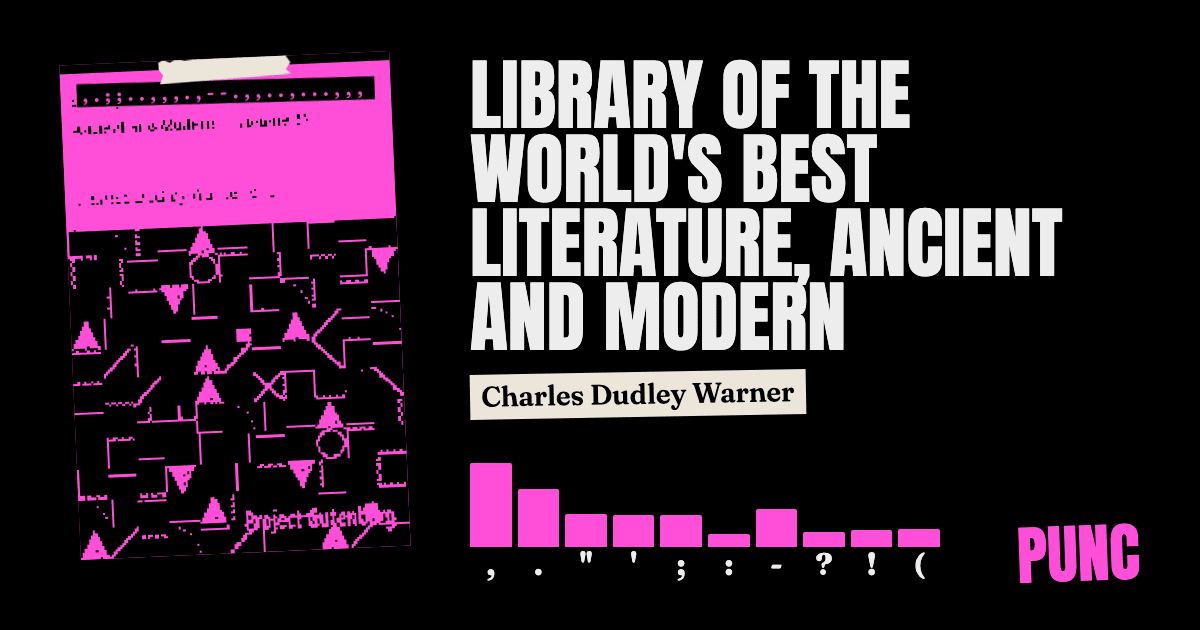 LIBRARY OF THE
WORLD'S BEST
LITERATURE, ANCIENT
AND MODERN
Charles Dudley Warner
, . " ' ; : - ? ! (
PUNC
Project Gutenberg